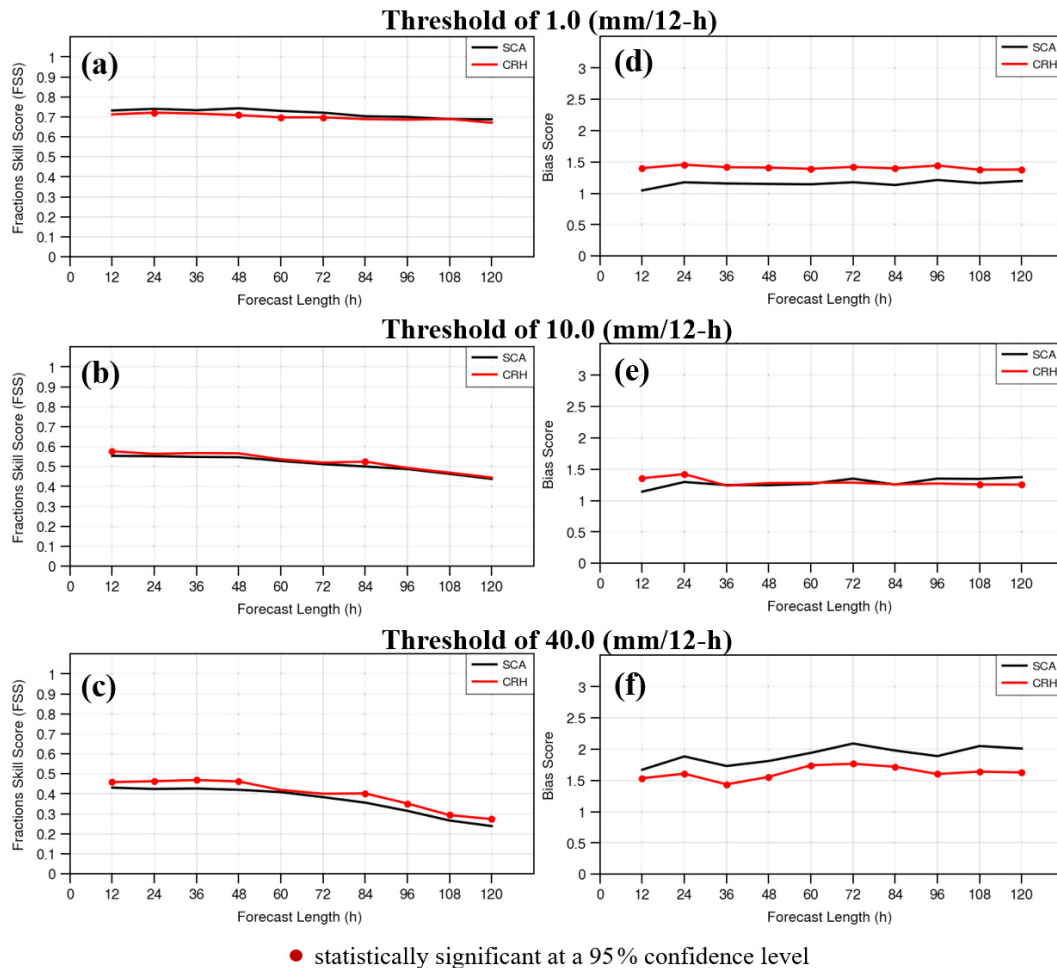 Threshold of 1.0 (mm/12-h)
(a)
SCA
CRH
Fractions Skill Score (FSS)
1
0.9
0.8
0.7
0.6
0.5
0.4
0.3
0.2
0.1
0
0 12 24 36 48 60 72 84 96 108 120
Forecast Length (h)
(d)
SCA
CRH
Bias Score
3
2.5
2
1.5
1
0.5
0
0 12 24 36 48 60 72 84 96 108 120
Forecast Length (h)
Threshold of 10.0 (mm/12-h)
(b)
SCA
CRH
Fractions Skill Score (FSS)
1
0.9
0.8
0.7
0.6
0.5
0.4
0.3
0.2
0.1
0
0 12 24 36 48 60 72 84 96 108 120
Forecast Length (h)
(e)
SCA
CRH
Bias Score
3
2.5
2
1.5
1
0.5
0
0 12 24 36 48 60 72 84 96 108 120
Forecast Length (h)
Threshold of 40.0 (mm/12-h)
(c)
SCA
CRH
Fractions Skill Score (FSS)
1
0.9
0.8
0.7
0.6
0.5
0.4
0.3
0.2
0.1
0
0 12 24 36 48 60 72 84 96 108 120
Forecast Length (h)
(f)
SCA
CRH
Bias Score
3
2.5
2
1.5
1
0.5
0
0 12 24 36 48 60 72 84 96 108 120
Forecast Length (h)
statistically significant at a 95% confidence level